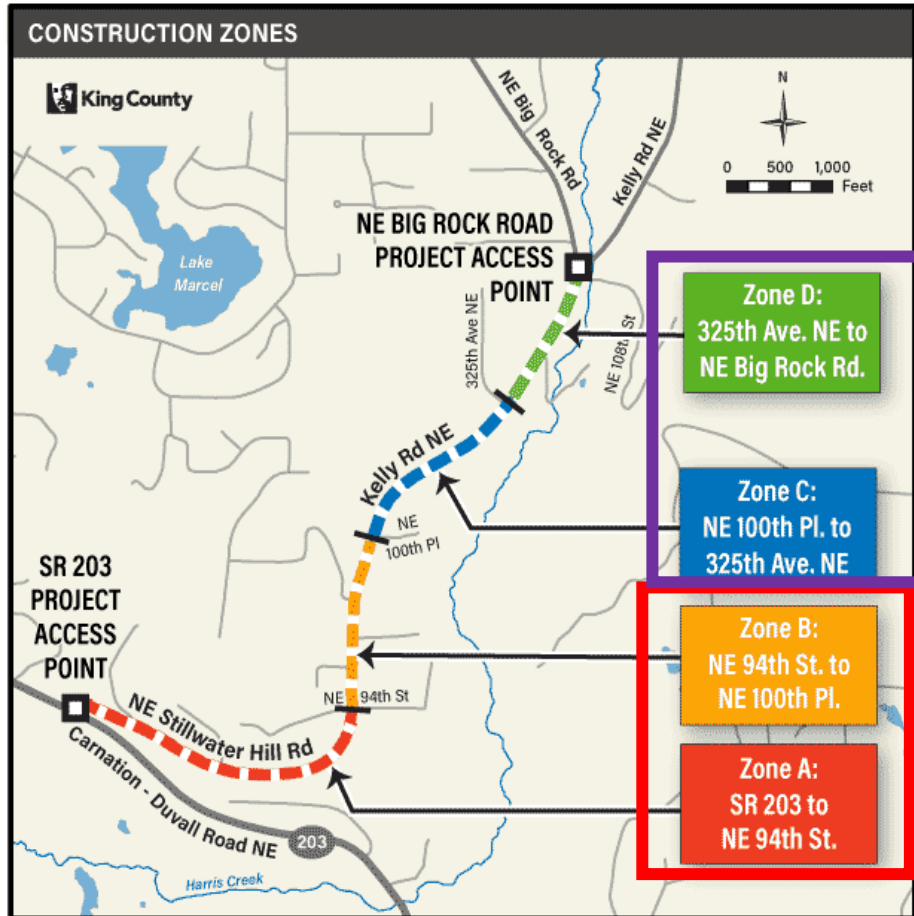 CONSTRUCTION ZONES
King County
N
0 500 1,000
Feet
NE Big Rock Rd
Kelly Rd NE
NE BIG ROCK ROAD
PROJECT ACCESS
POINT
Lake
Marcel
325th Ave NE
NE 108th St
Zone D:
325th Ave. NE to
NE Big Rock Rd.
Kelly Rd NE
NE
100th Pl
Zone C:
NE 100th Pl. to
325th Ave. NE
SR 203
PROJECT
ACCESS
POINT
Zone B:
NE 94th St. to
NE 100th Pl.
NE 94th St
NE Stillwater Hill Rd
Zone A:
SR 203 to
NE 94th St.
Carnation - Duvall Road NE
203
Harris Creek